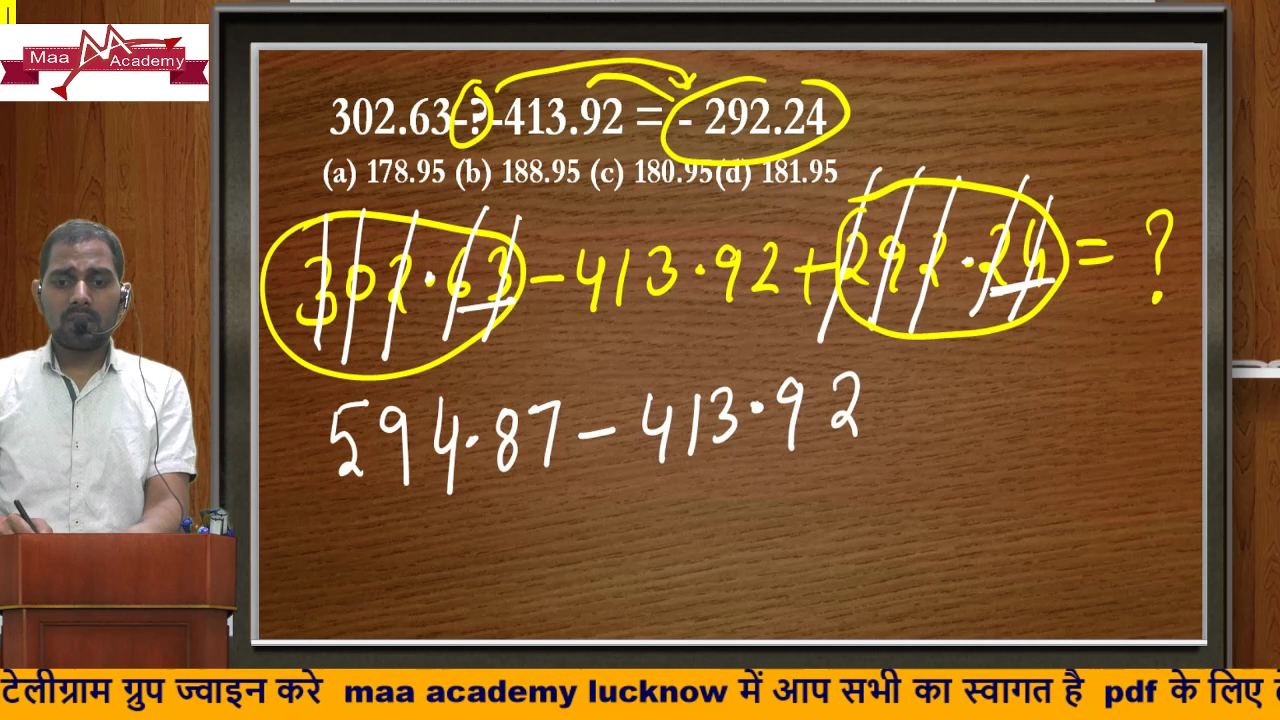 Maa Academy
302.63-?-413.92 = - 292.24
(a) 178.95 (b) 188.95 (c) 180.95(d) 181.95
302.63-413.92+292.24=?
594.87-413.92
टेलीग्राम ग्रुप ज्वाइन करे maa academy lucknow में आप सभी का स्वागत है pdf के लिए